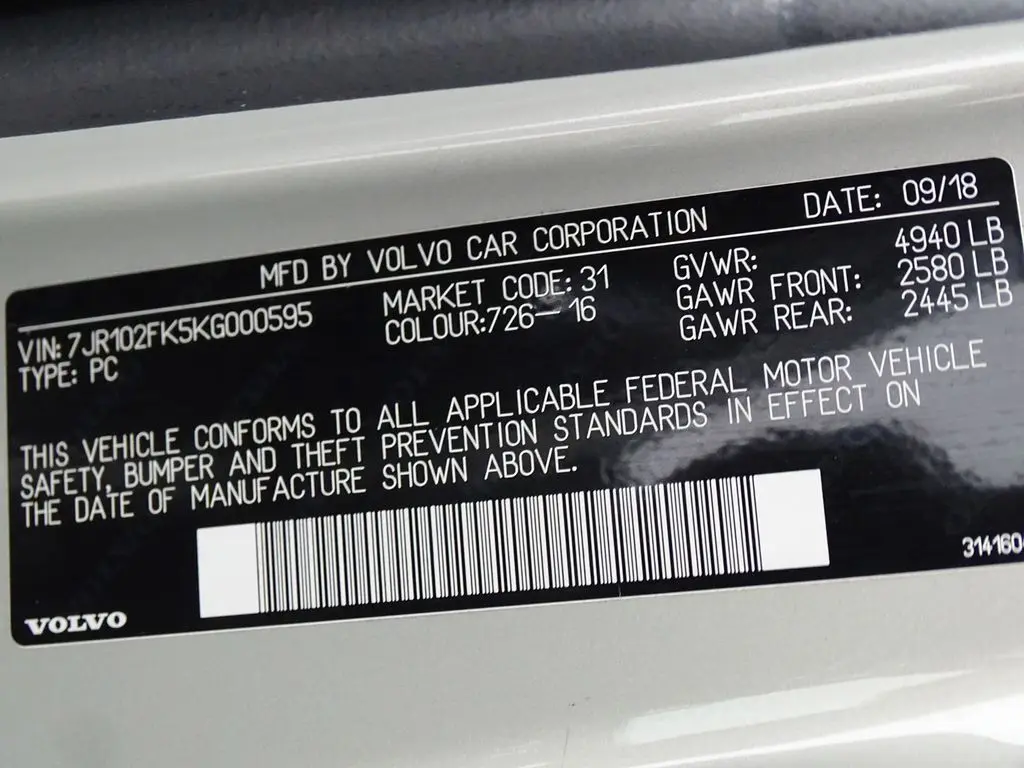 DATE: 09/18
MFD BY VOLVO CAR CORPORATION
VIN: 7JR102FK5KG000595
TYPE: PC
MARKET CODE: 31
COLOUR:726-16
GVWR: 4940 LB
GAWR FRONT: 2580 LB
GAWR REAR: 2445 LB
THIS VEHICLE CONFORMS TO ALL APPLICABLE FEDERAL MOTOR VEHICLE
SAFETY, BUMPER AND THEFT PREVENTION STANDARDS IN EFFECT ON
THE DATE OF MANUFACTURE SHOWN ABOVE.
VOLVO